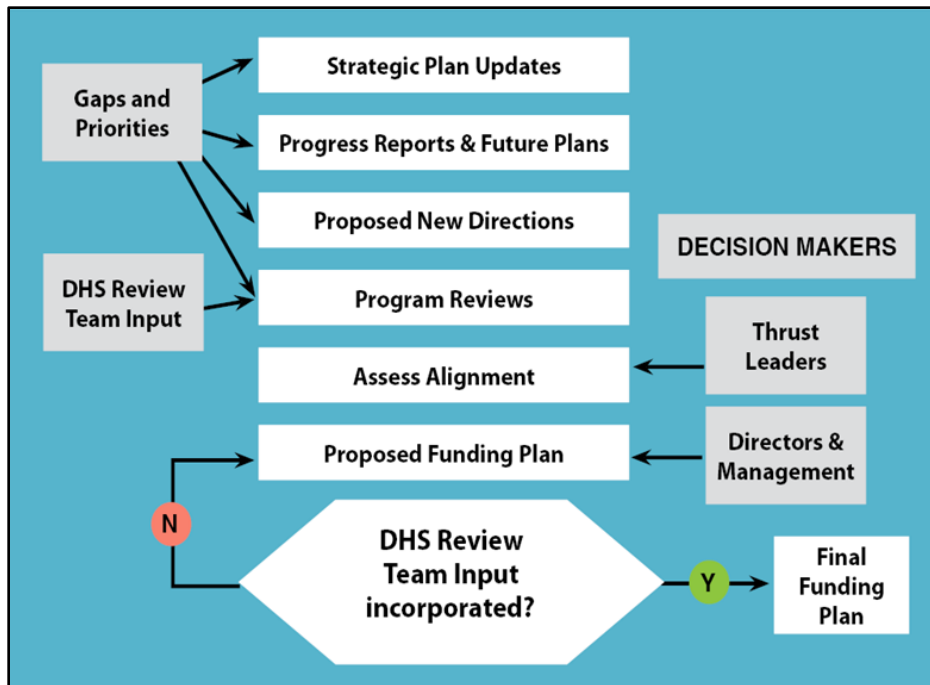 Gaps and
Priorities
Strategic Plan Updates
Progress Reports & Future Plans
Proposed New Directions
DECISION MAKERS
DHS Review
Team Input
Program Reviews
Thrust
Leaders
Assess Alignment
Proposed Funding Plan
Directors &
Management
N
DHS Review
Team Input
incorporated?
Y
Final
Funding
Plan